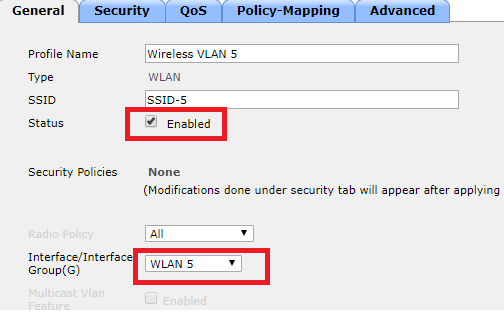 General Security QoS Policy-Mapping Advanced
Profile Name Wireless VLAN 5
Type WLAN
SSID SSID-5
Status Enabled
Security Policies None
(Modifications done under security tab will appear after applying
Radio Policy All
Interface/Interface
Group(G) WLAN 5
Multicast Vlan
Feature Enabled